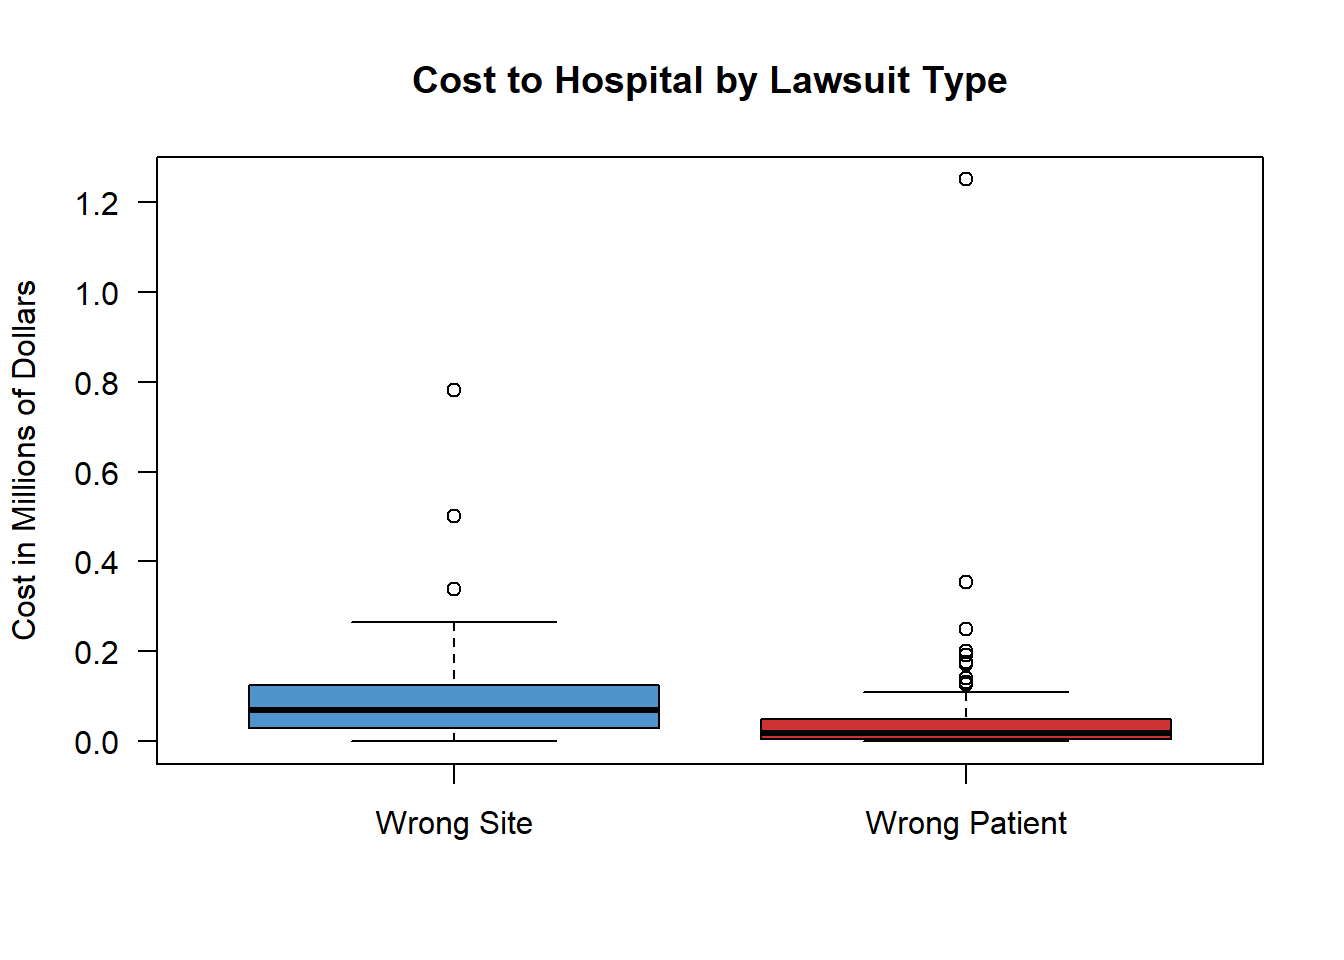 Cost to Hospital by Lawsuit Type
Cost in Millions of Dollars
1.2
1.0
0.8
0.6
0.4
0.2
0.0
Wrong Site
Wrong Patient